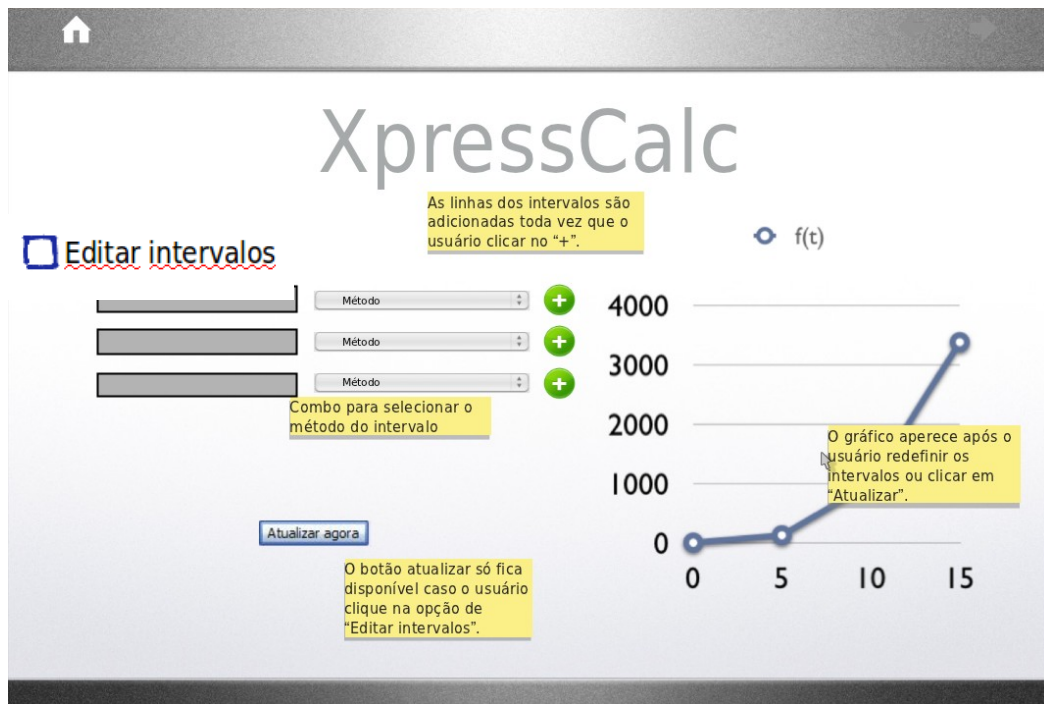 XpressCalc
As linhas dos intervalos são
adicionadas toda vez que o
usuário clicar no “+”.
Editar intervalos
f(t)
Método
Método
Método
Combo para selecionar o
método do intervalo
4000
3000
2000
1000
0
0 5 10 15
O gráfico aperece após o
usuário redefinir os
intervalos ou clicar em
“Atualizar”.
Atualizar agora
O botão atualizar só fica
disponível caso o usuário
clique na opção de
“Editar intervalos”.